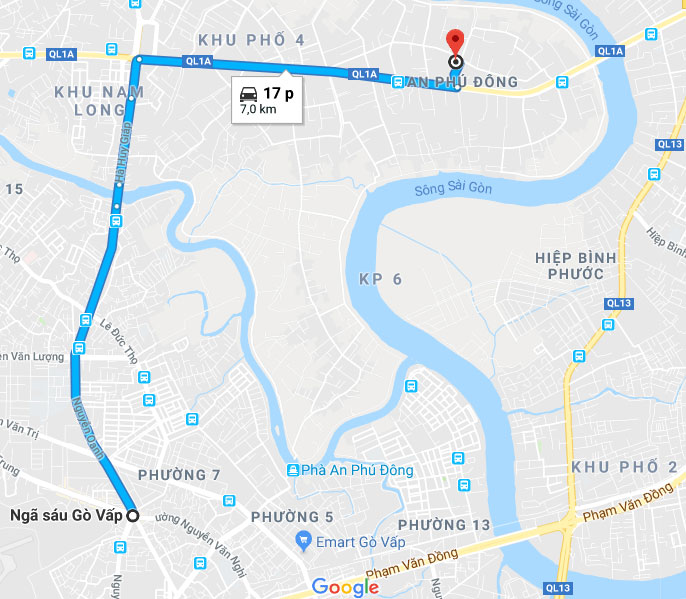 Sông Sài Gòn
KHU PHỐ 4
QL1A
QL1A
QL1A
QL1A
AN PHÚ ĐÔNG
17 p
7,0 km
KHU NAM
LONG
Hà Huy Giáp
QL13
15
Sông Sài Gòn
Hiệp Bình
HIỆP BÌNH
PHƯỚC
KP 6
QL13
Thọ
Lê Đức Thọ
ễn Văn Lượng
Nguyễn Oanh
n Văn Trị
Trung
PHƯỜNG 7
Phà An Phú Đông
KHU PHỐ 2
Ngã sáu Gò Vấp
ường Nguyễn Văn Nghi
PHƯỜNG 5
PHƯỜNG 13
Phạm Văn Đồng
Emart Gò Vấp
Phạm Văn Đồng
Nguy
Nguy
Google
QL13